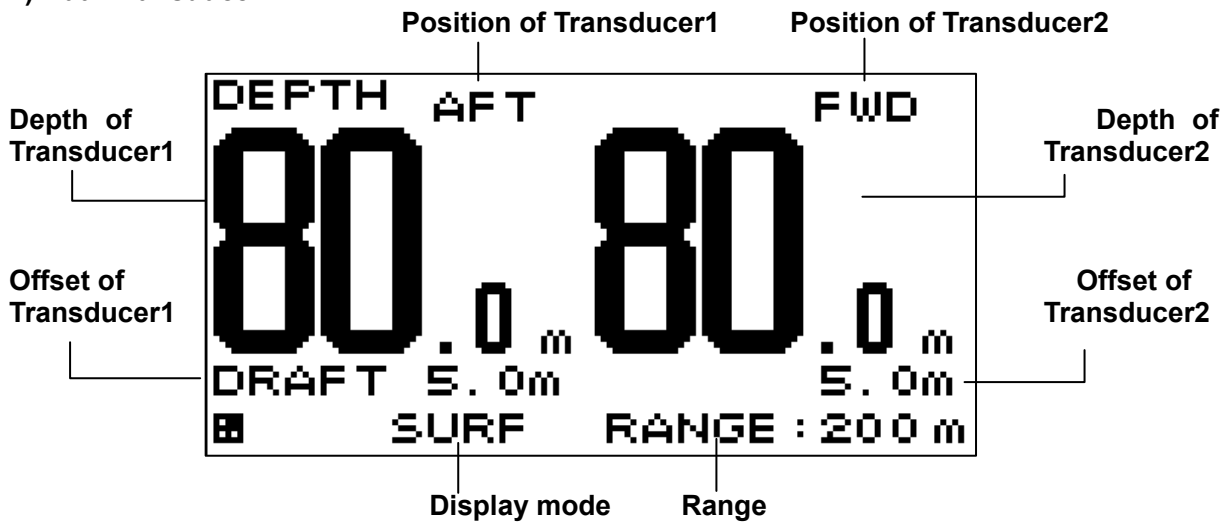 Position of Transducer1 Position of Transducer2
DEPTH AFT FWD
Depth of
Transducer1
Depth of
Transducer2
80.0 m 80.0 m
Offset of
Transducer1
Offset of
Transducer2
DRAFT 5.0m 5.0m
SURF RANGE:200m
Display mode Range